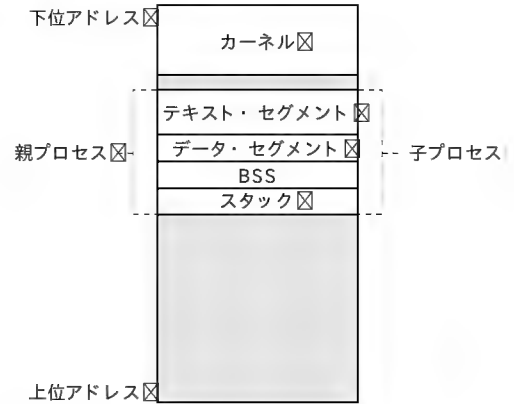 下位アドレス
カーネル
テキスト・セグメント
親プロセス
データ・セグメント
子プロセス
BSS
スタック
上位アドレス